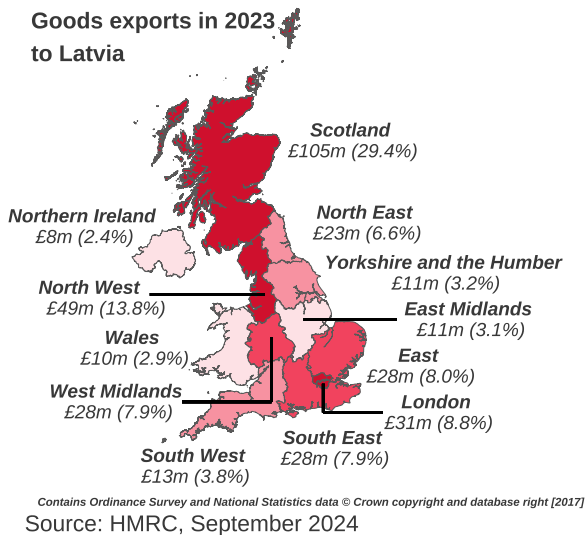 Goods exports in 2023
to Latvia
Scotland
£105m (29.4%)
Northern Ireland
£8m (2.4%)
North East
£23m (6.6%)
Yorkshire and the Humber
£11m (3.2%)
North West
£49m (13.8%)
East Midlands
£11m (3.1%)
Wales
£10m (2.9%)
East
£28m (8.0%)
West Midlands
£28m (7.9%)
London
£31m (8.8%)
South West
£13m (3.8%)
South East
£28m (7.9%)
Contains Ordinance Survey and National Statistics data © Crown copyright and database right [2017]
Source: HMRC, September 2024